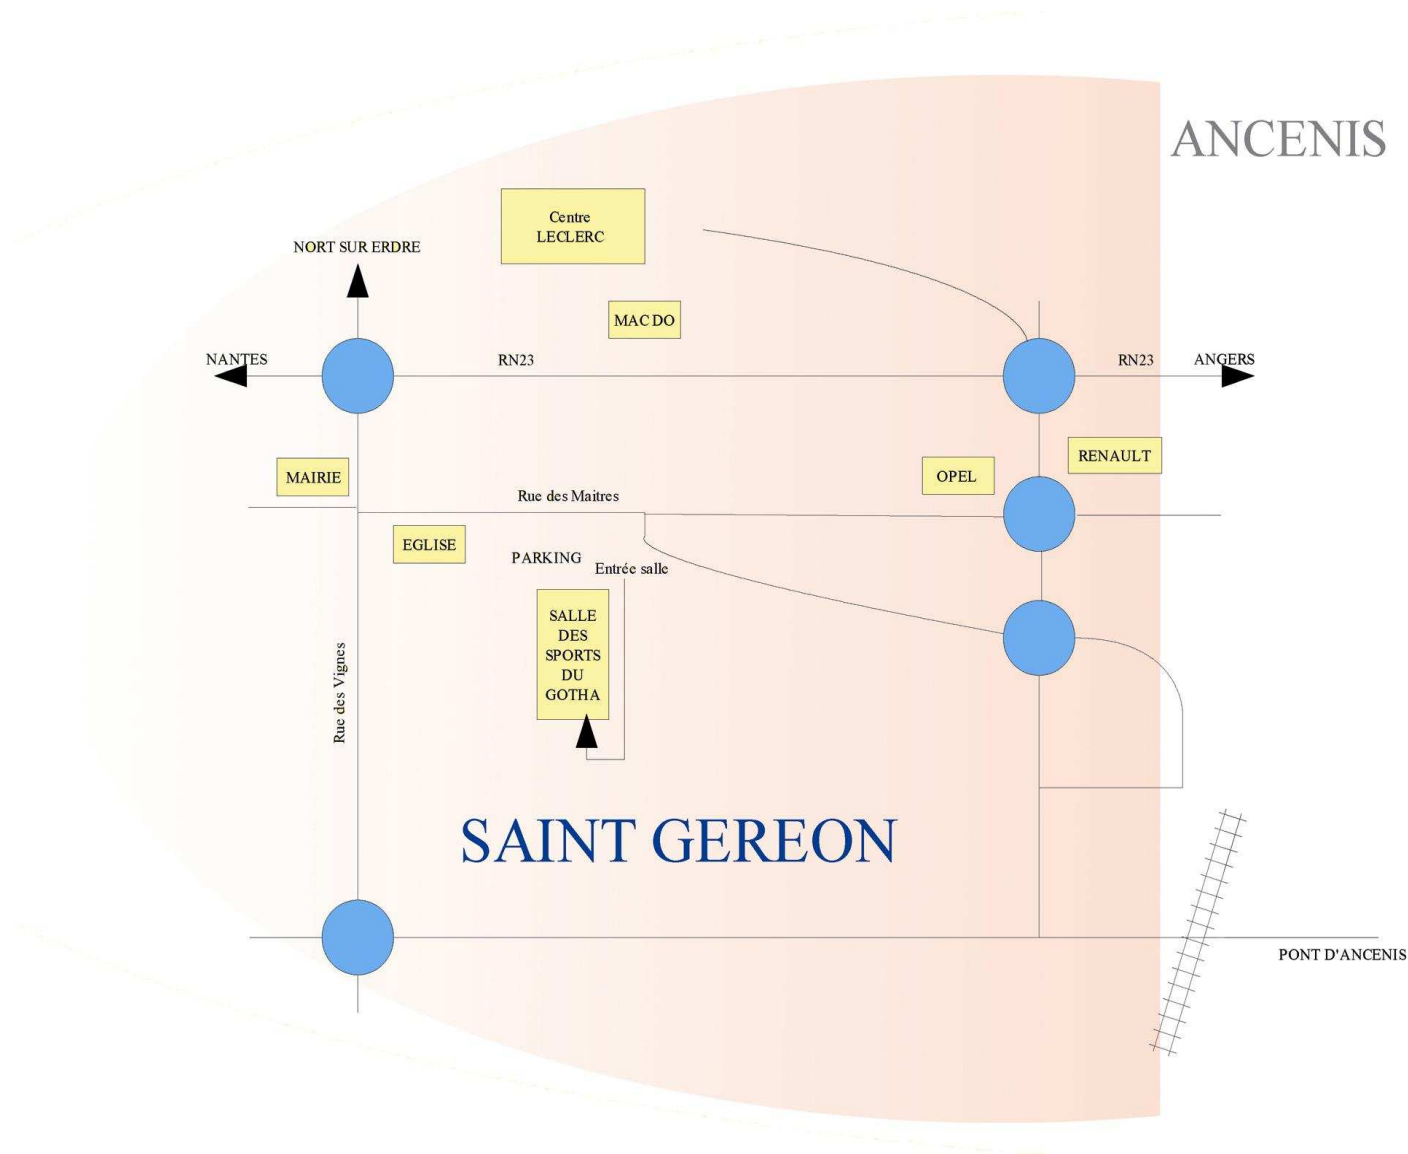 ANCENIS
Centre
LECLERC
NORT SUR ERDRE
MAC DO
NANTES
RN23
RN23
ANGERS
MAIRIE
OPEL
RENAULT
Rue des Maitres
EGLISE
PARKING
Entrée salle
SALLE
DES
SPORTS
DU
GOTHA
Rue des Vignes
SAINT GEREON
PONT D'ANCENIS